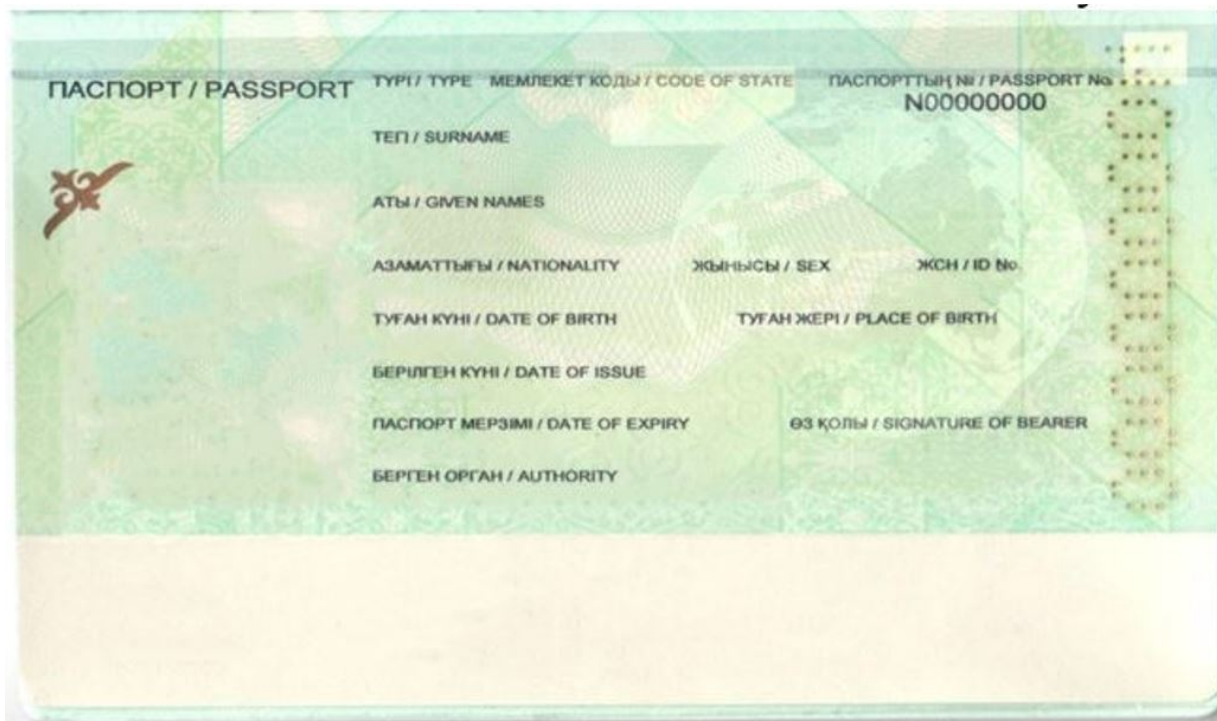 ПАСПОРТ / PASSPORT
ТҮРІ / TYPE МЕМЛЕКЕТ КОДЫ / CODE OF STATE ПАСПОРТТЫҢ № / PASSPORT No
N00000000
ТЕГІ / SURNAME
АТЫ / GIVEN NAMES
АЗАМАТТЫҒЫ / NATIONALITY ЖЫНЫСЫ / SEX ЖСН / ID No.
ТУҒАН КҮНІ / DATE OF BIRTH ТУҒАН ЖЕРІ / PLACE OF BIRTH
БЕРІЛГЕН КҮНІ / DATE OF ISSUE
ПАСПОРТ МЕРЗІМІ / DATE OF EXPIRY ӨЗ ҚОЛЫ / SIGNATURE OF BEARER
БЕРГЕН ОРГАН / AUTHORITY